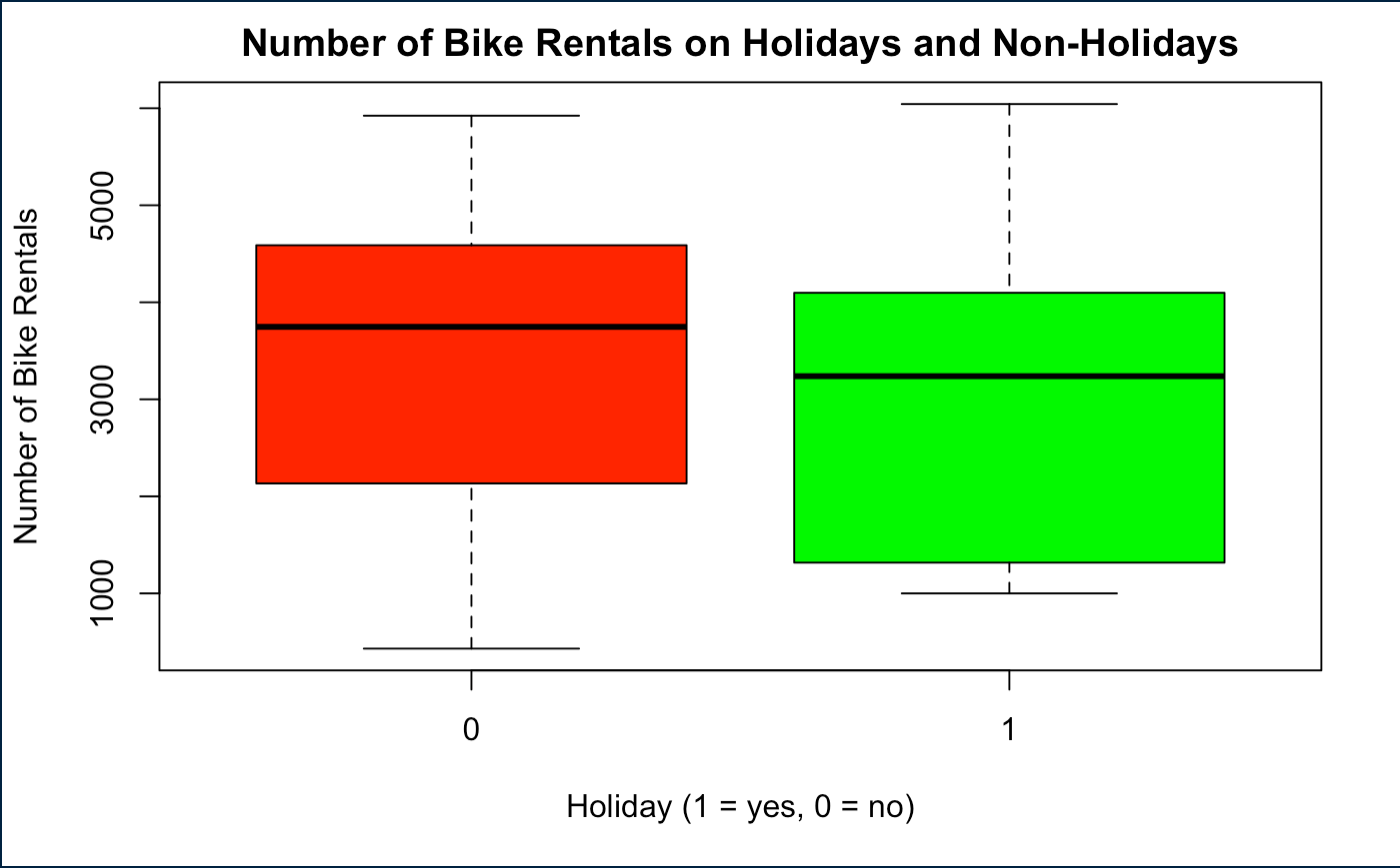 Number of Bike Rentals on Holidays and Non-Holidays
Number of Bike Rentals
5000
3000
1000
0
1
Holiday (1 = yes, 0 = no)